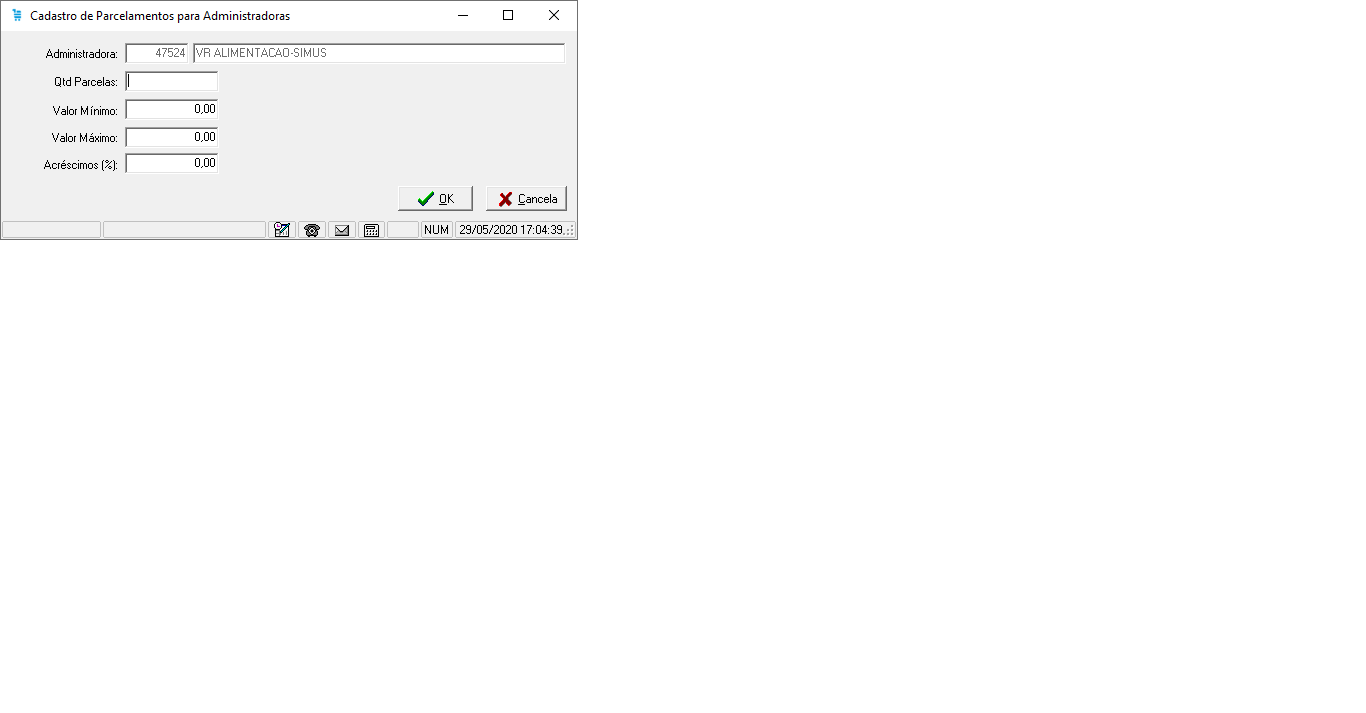 Cadastro de Parcelamentos para Administradoras
Administradora: 47524 VR ALIMENTACAO-SIMUS
Qtd Parcelas:
Valor Mínimo: 0,00
Valor Máximo: 0,00
Acréscimos (%): 0,00
OK Cancela
NUM 29/05/2020 17:04:39